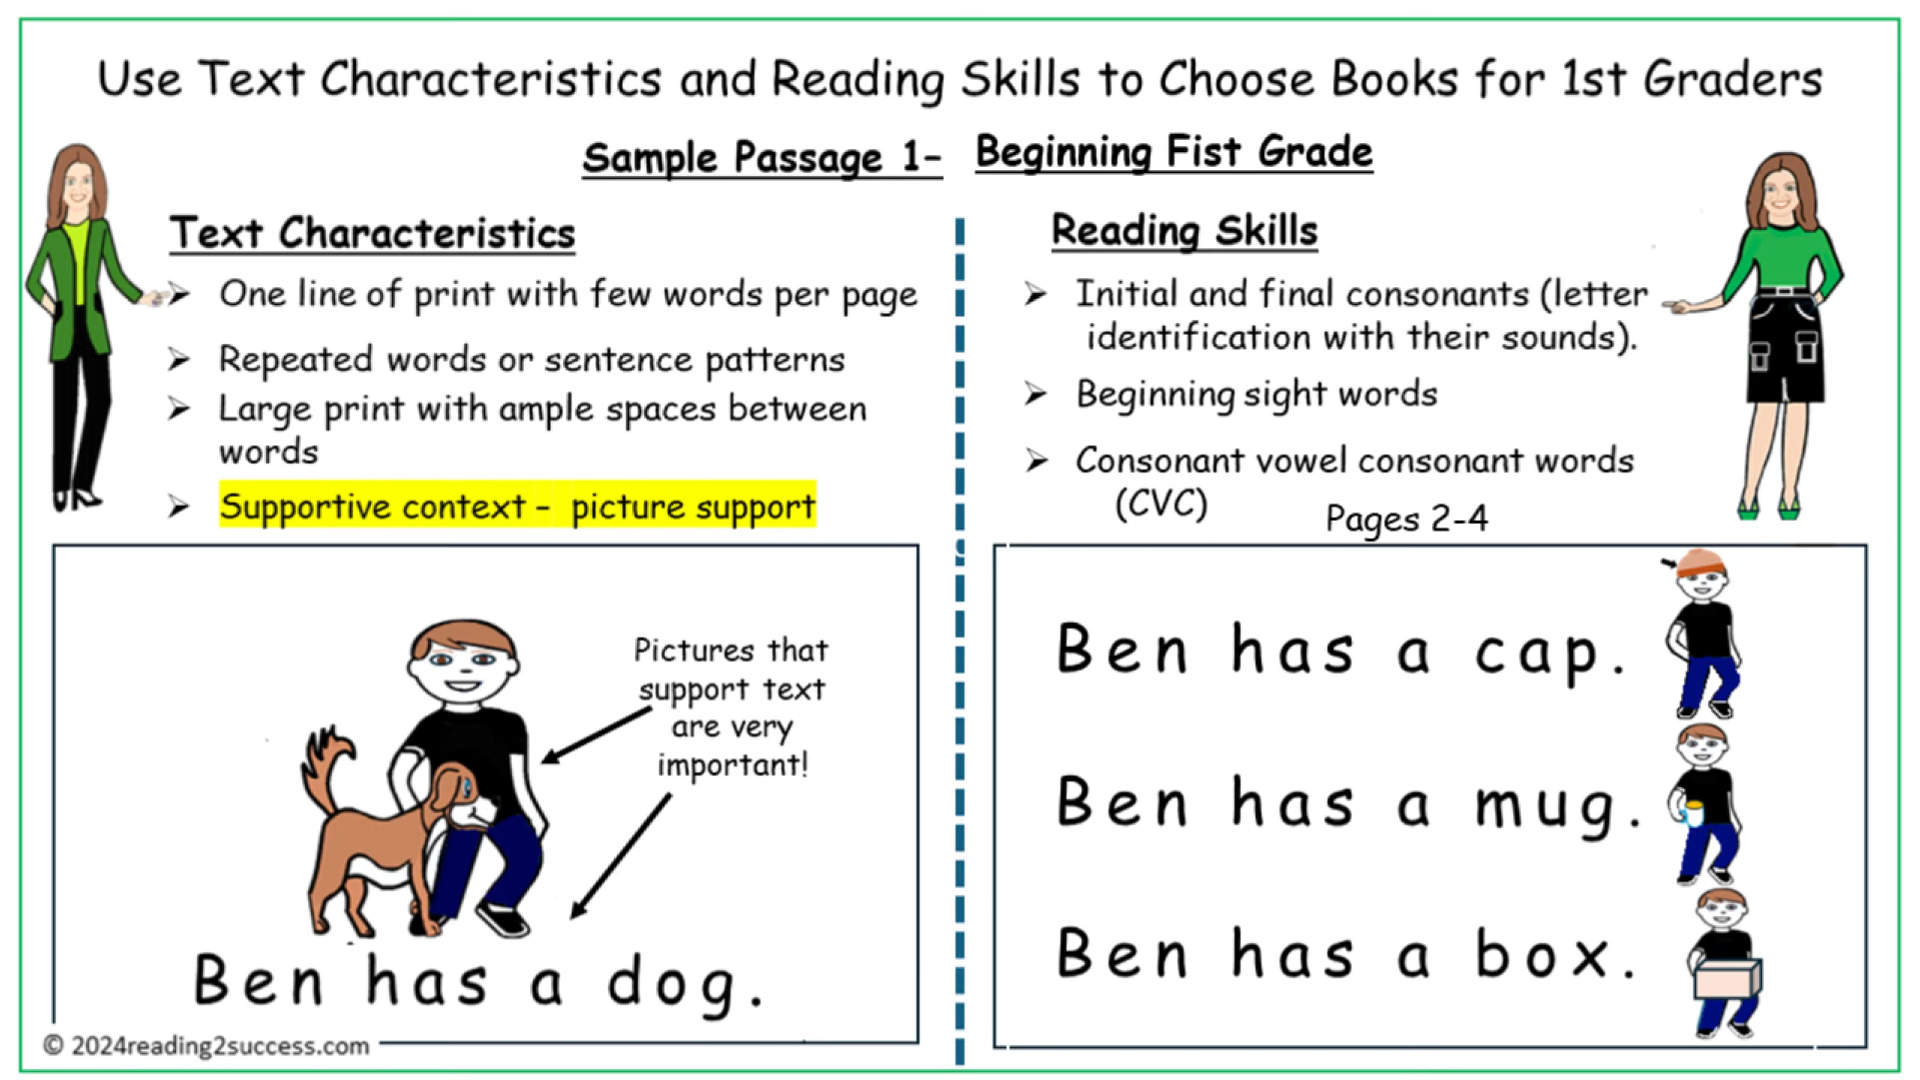 Use Text Characteristics and Reading Skills to Choose Books for 1st Graders
Sample Passage 1- Beginning Fist Grade
Text Characteristics
➢ One line of print with few words per page
➢ Repeated words or sentence patterns
➢ Large print with ample spaces between
words
➢ Supportive context – picture support
Pictures that
support text
are very
important!
Ben has a dog.
© 2024reading2success.com
Reading Skills
➢ Initial and final consonants (letter
identification with their sounds).
➢ Beginning sight words
➢ Consonant vowel consonant words
(CVC)
Pages 2-4
Ben has a cap.
Ben has a mug.
Ben has a box.